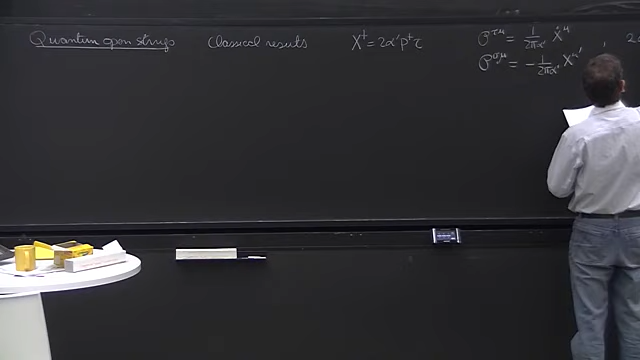 Quantum open strings Classical results X⁺ = 2α'p⁺τ
𝒫^{τμ} = 1/2πα' Ẋ^μ
𝒫^{σμ} = - 1/2πα' X^μ'